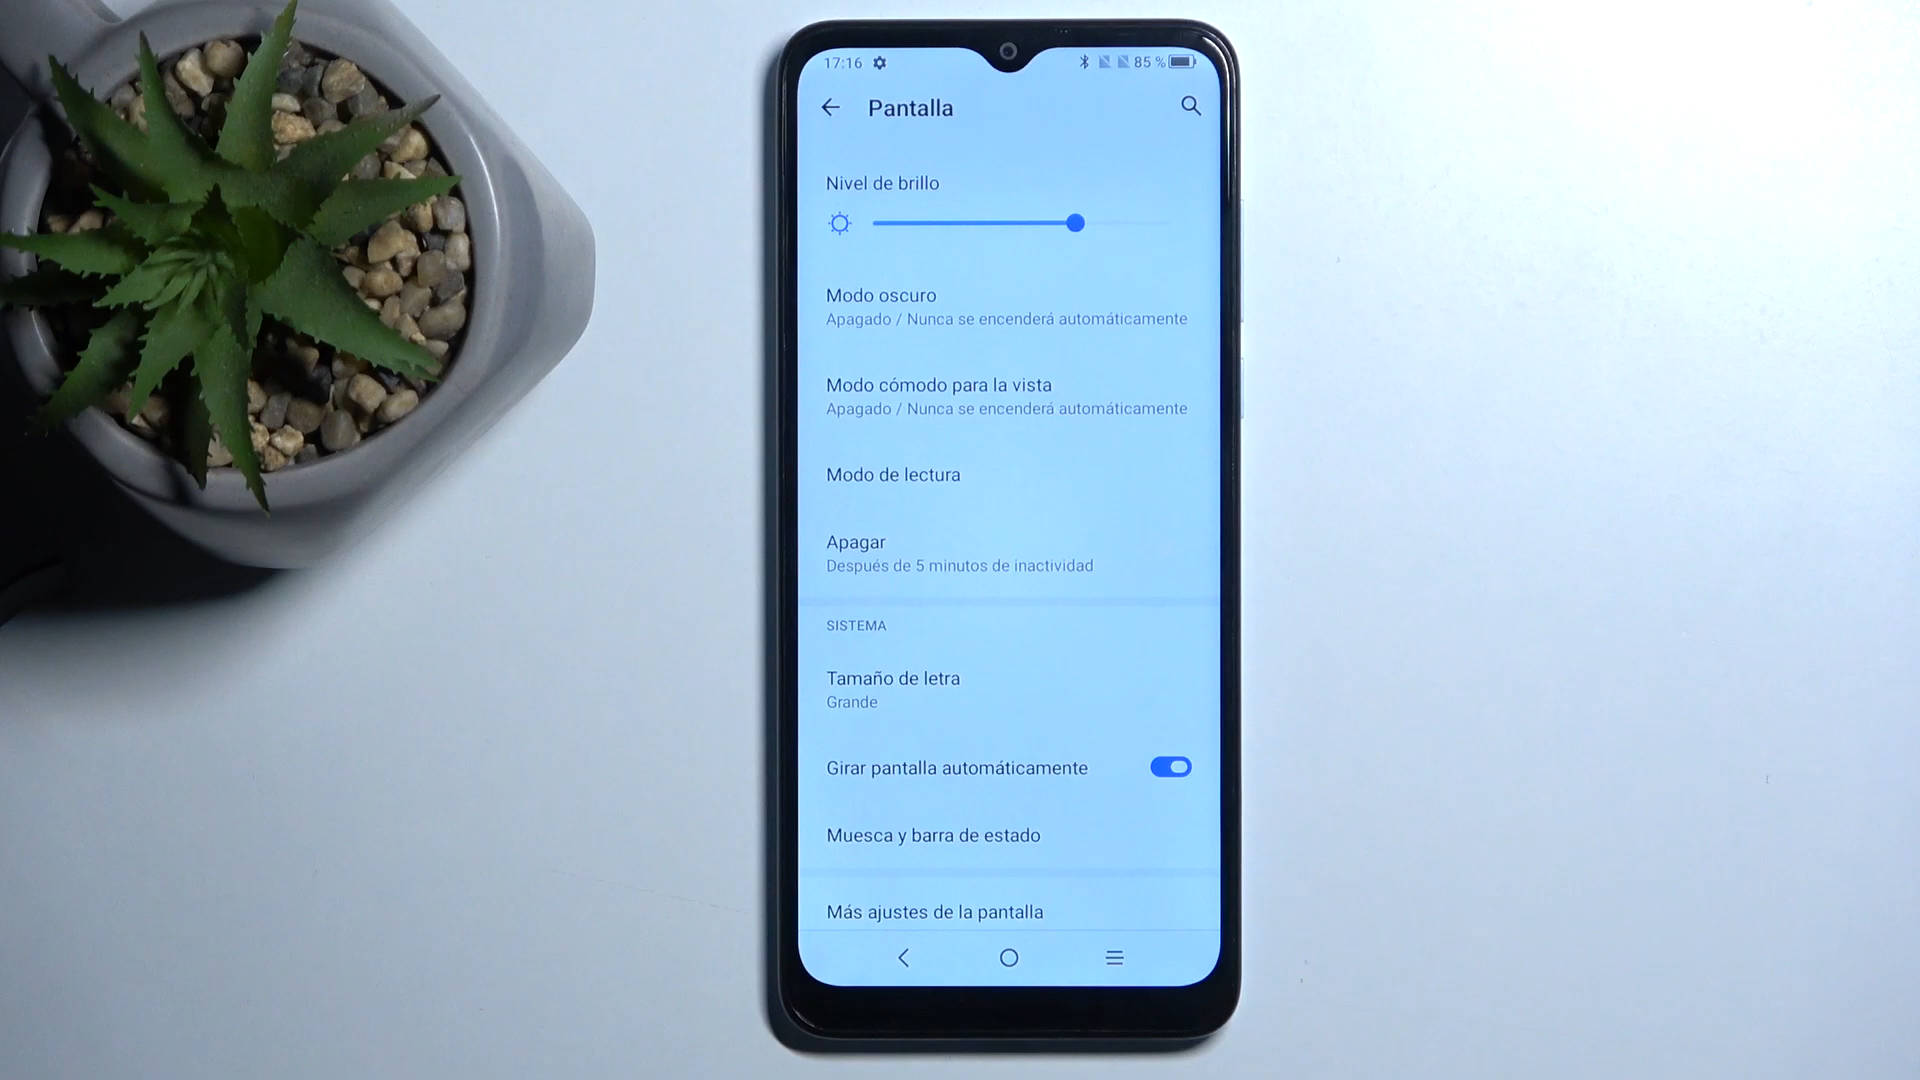 17:16 85 %
Pantalla
Nivel de brillo
Modo oscuro
Apagado / Nunca se encenderá automáticamente
Modo cómodo para la vista
Apagado / Nunca se encenderá automáticamente
Modo de lectura
Apagar
Después de 5 minutos de inactividad
SISTEMA
Tamaño de letra
Grande
Girar pantalla automáticamente
Muesca y barra de estado
Más ajustes de la pantalla